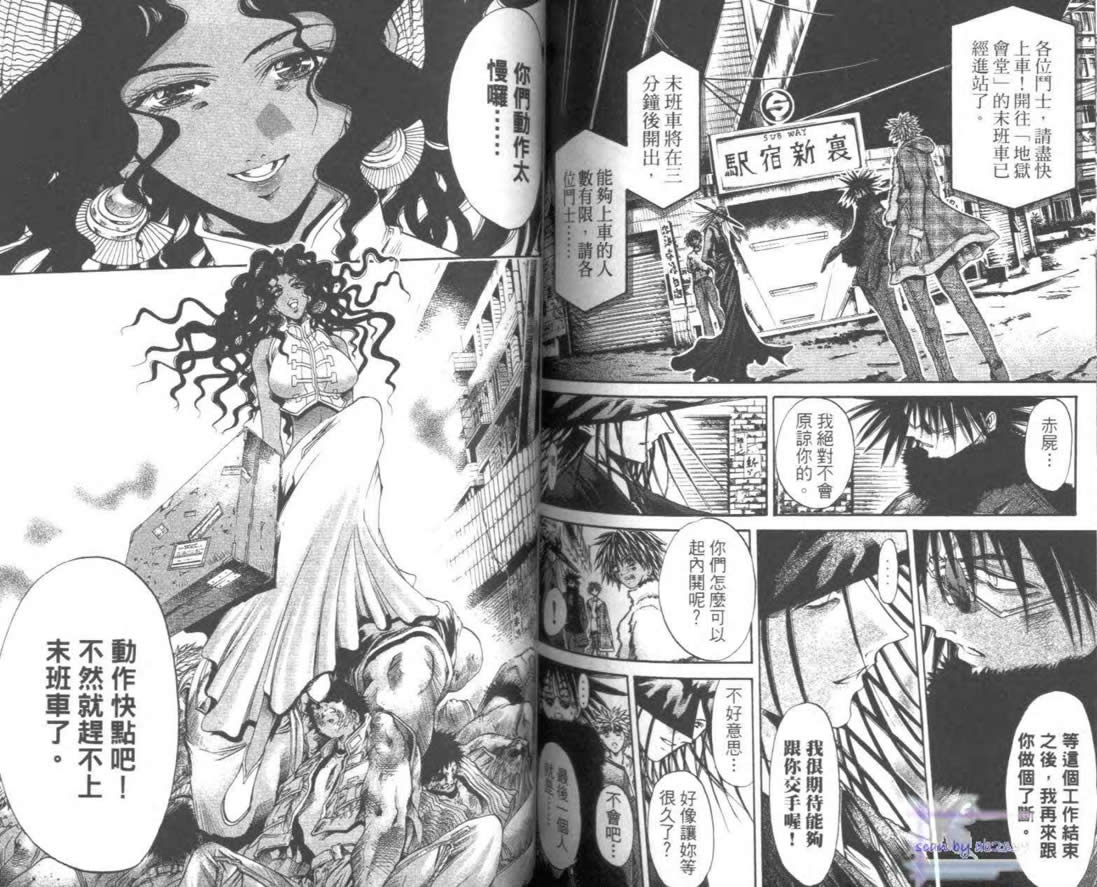 各位鬥士，請盡快
上車！開往「地獄
會堂」的末班車已
經進站了。
末班車將在三
分鐘後開出，
能夠上車的人
數有限，請各
位鬥士……
SUB WAY
駅宿新裏
赤屍…
我絕對不會
原諒你的。
等這個工作結束
之後，我再來跟
你做個了斷。
……
我很期待能夠
跟你交手喔！
你們怎麼可以
起內鬨呢？
！
不好意思…
好像讓妳等
很久了？
…
不會吧…
最後一個人
就是……
你們動作太
慢囉……
動作快點吧！
不然就趕不上
末班車了。
scan by